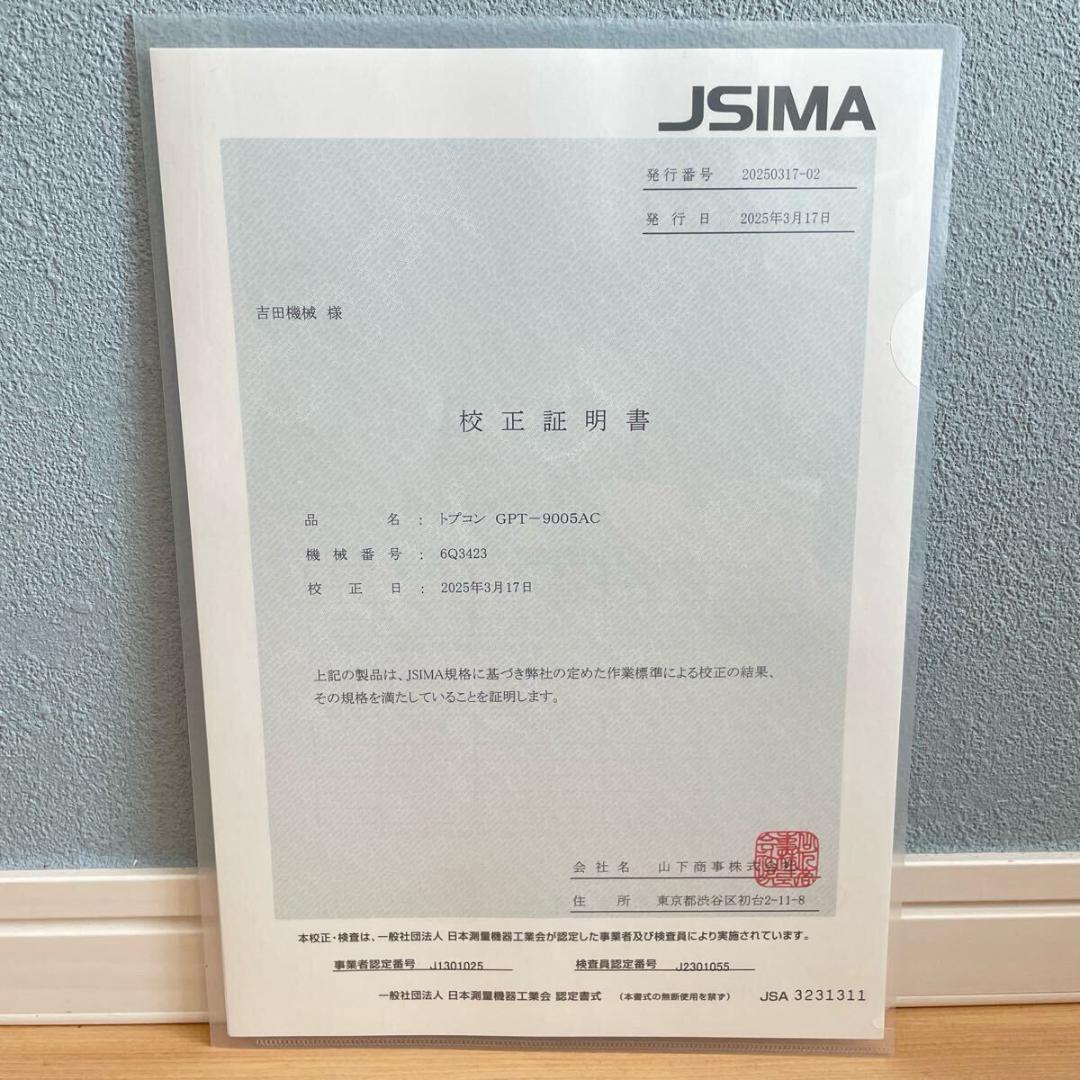 JSIMA
発行番号 20250317-02
発行日 2025年3月17日
吉田機械 様
校正証明書
品名 : トプコン GPT-9005AC
機械番号 : 6Q3423
校正日 : 2025年3月17日
上記の製品は、JSIMA規格に基づき弊社の定めた作業標準による校正の結果、
その規格を満たしていることを証明します。
会社名 山下商事株式会社
住所 東京都渋谷区初台2-11-8
本校正・検査は、一般社団法人 日本測量機器工業会が認定した事業者及び検査員により実施されています。
事業者認定番号 J1301025 検査員認定番号 J2301055
一般社団法人 日本測量機器工業会 認定書式 (本書式の無断使用を禁ず) JSA 3231311